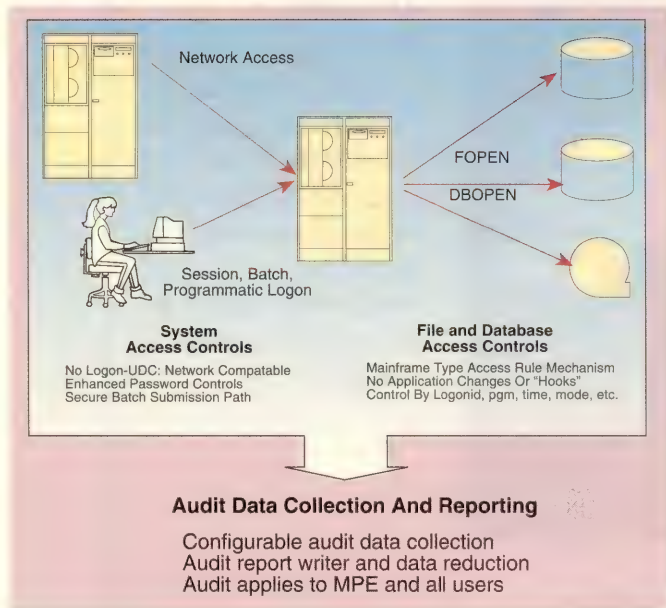 Network Access
FOPEN
DBOPEN
Session, Batch,
Programmatic Logon
System
Access Controls
No Logon-UDC: Network Compatable
Enhanced Password Controls
Secure Batch Submission Path
File and Database
Access Controls
Mainframe Type Access Rule Mechanism
No Application Changes Or "Hooks"
Control By Logonid, pgm, time, mode, etc.
Audit Data Collection And Reporting
Configurable audit data collection
Audit report writer and data reduction
Audit applies to MPE and all users